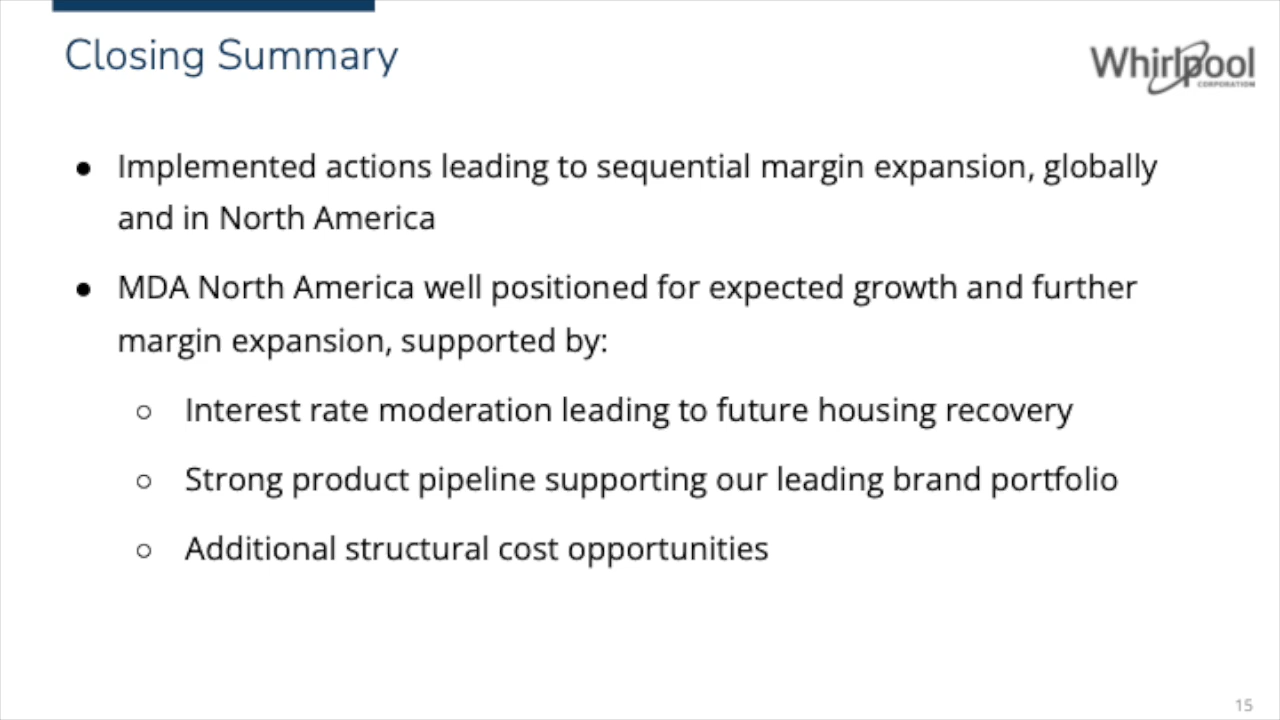 Closing Summary
Whirlpool
CORPORATION
● Implemented actions leading to sequential margin expansion, globally
and in North America
● MDA North America well positioned for expected growth and further
margin expansion, supported by:
○ Interest rate moderation leading to future housing recovery
○ Strong product pipeline supporting our leading brand portfolio
○ Additional structural cost opportunities
15